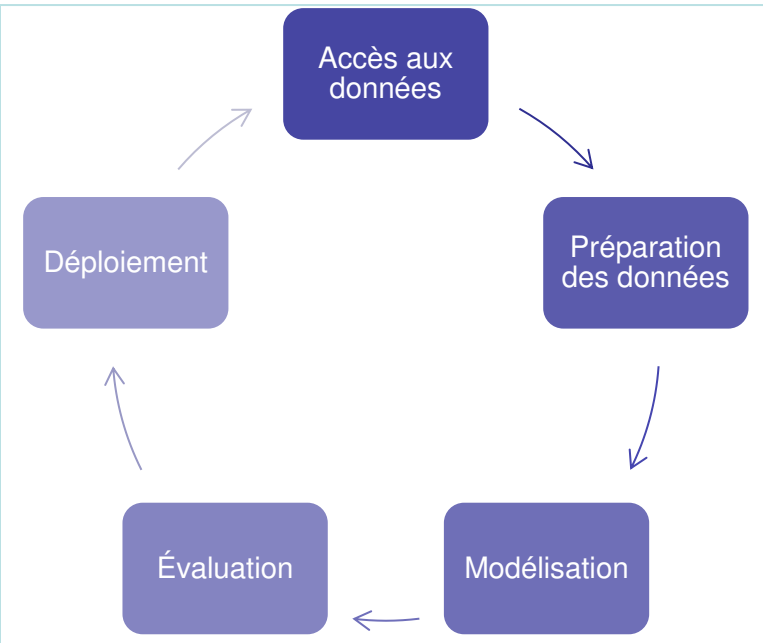 Accès aux
données
Préparation
des données
Modélisation
Évaluation
Déploiement